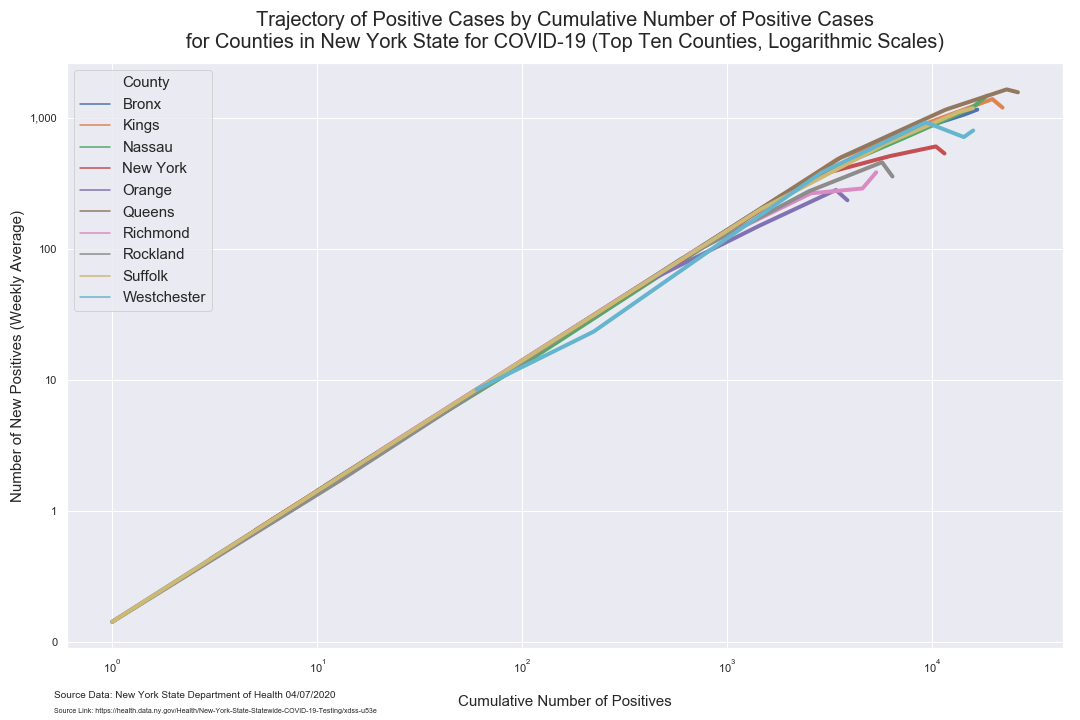 Trajectory of Positive Cases by Cumulative Number of Positive Cases
for Counties in New York State for COVID-19 (Top Ten Counties, Logarithmic Scales)
County
Bronx
Kings
Nassau
New York
Orange
Queens
Richmond
Rockland
Suffolk
Westchester
Number of New Positives (Weekly Average)
1,000
100
10
1
0
10⁰
10¹
10²
10³
10⁴
Cumulative Number of Positives
Source Data: New York State Department of Health 04/07/2020
Source Link: https://health.data.ny.gov/Health/New-York-State-Statewide-COVID-19-Testing/xdss-u53e